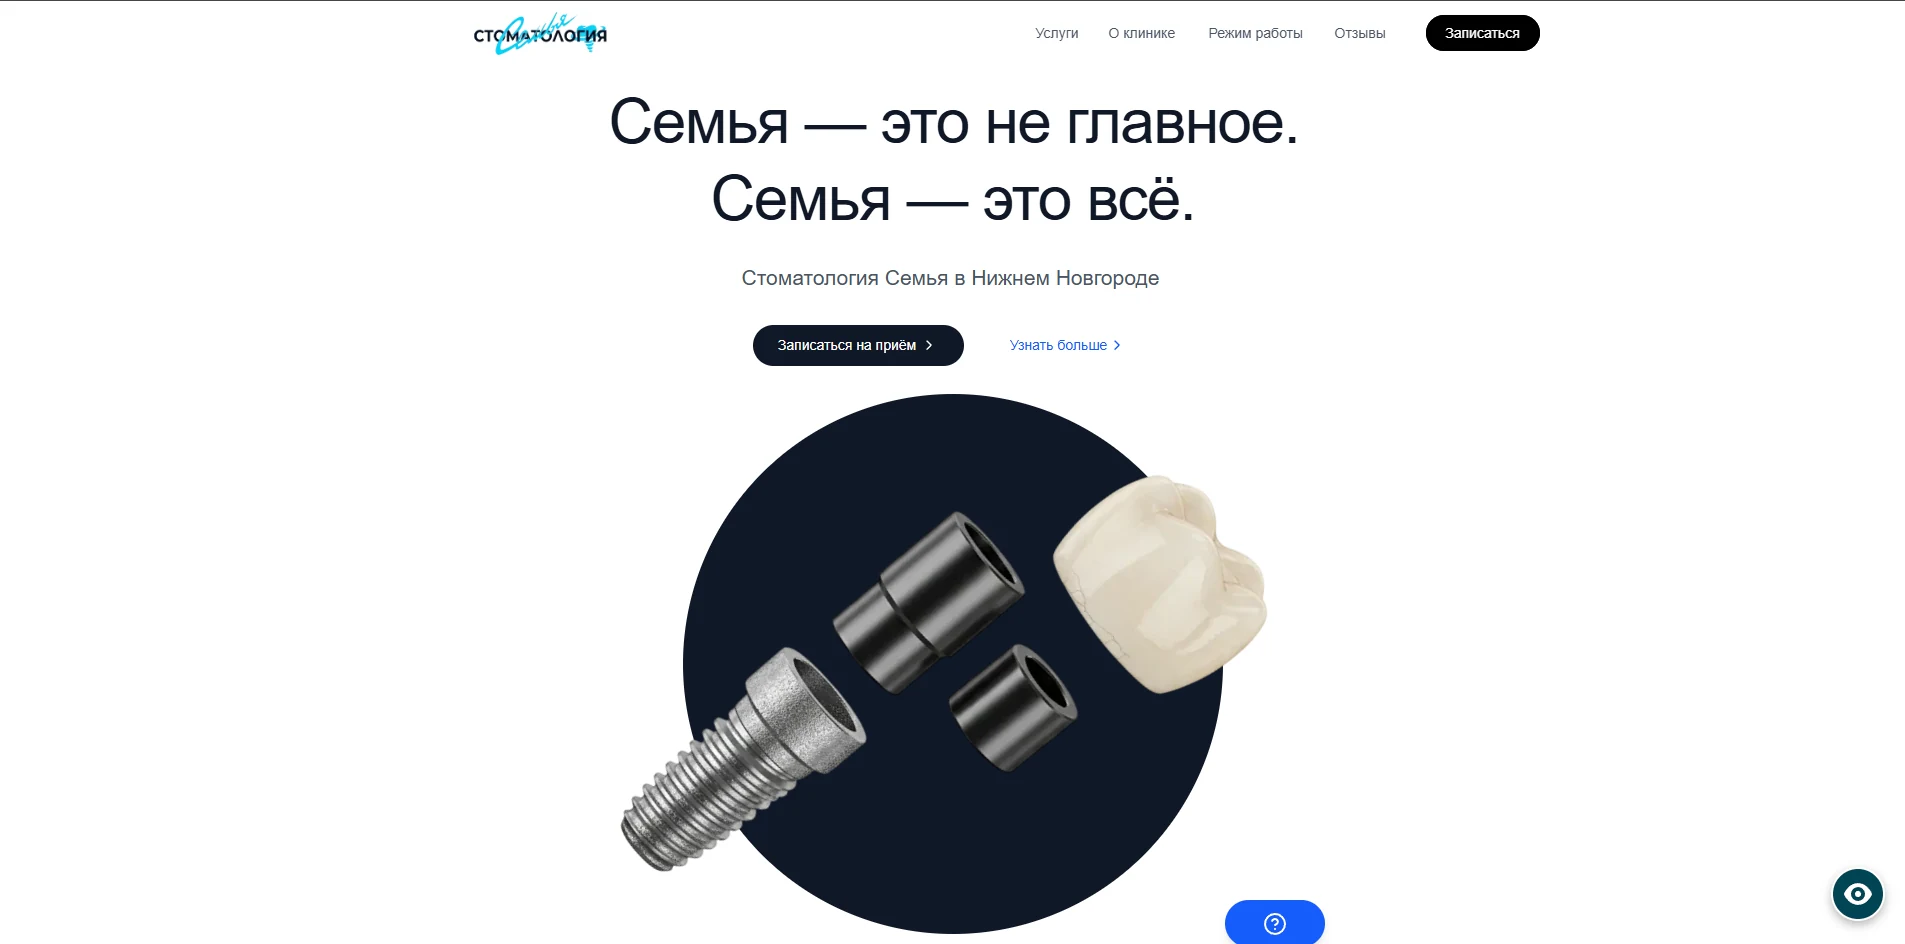 СТОМАТОЛОГИЯ
Семья
Услуги
О клинике
Режим работы
Отзывы
Записаться
Семья — это не главное.
Семья — это всё.
Стоматология Семья в Нижнем Новгороде
Записаться на приём
Узнать больше